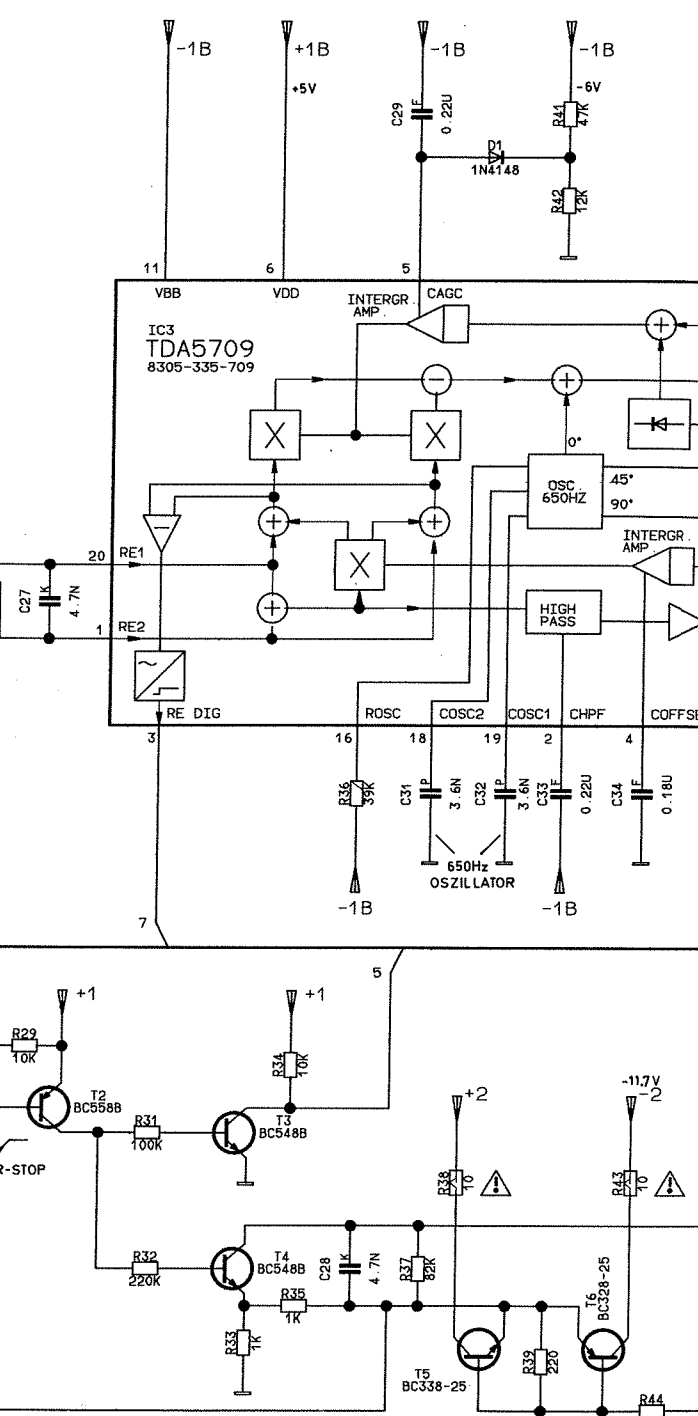 -1B
+1B
-1B
-1B
+5V
-6V
C29
F
0.22U
R41
47K
D1
1N4148
R42
12K
11
6
5
VBB
VDD
CAGC
INTERGR.
AMP.
IC3
TDA5709
8305-335-709
+
-
+
X
X
0°
OSC.
650HZ
45°
90°
-
+
+
INTERGR.
AMP.
X
20
RE1
C27
K
4.7N
+
HIGH
PASS
1
RE2
~
RE DIG
ROSC
COSC2
COSC1
CHPF
COFFSE
3
16
18
19
2
4
R36
39K
C31
P
3.6N
C32
P
3.6N
C33
F
0.22U
C34
F
0.18U
650Hz
OSZILLATOR
-1B
-1B
7
5
+1
+1
R29
10K
R34
10K
T2
BC558B
R31
100K
T3
BC548B
R-STOP
+2
-11,7V
-2
R38
10
!
R43
10
!
R32
220K
T4
BC548B
C28
K
4.7N
R37
82K
R35
1K
R33
1K
T5
BC338-25
R39
220
T6
BC328-25
R44